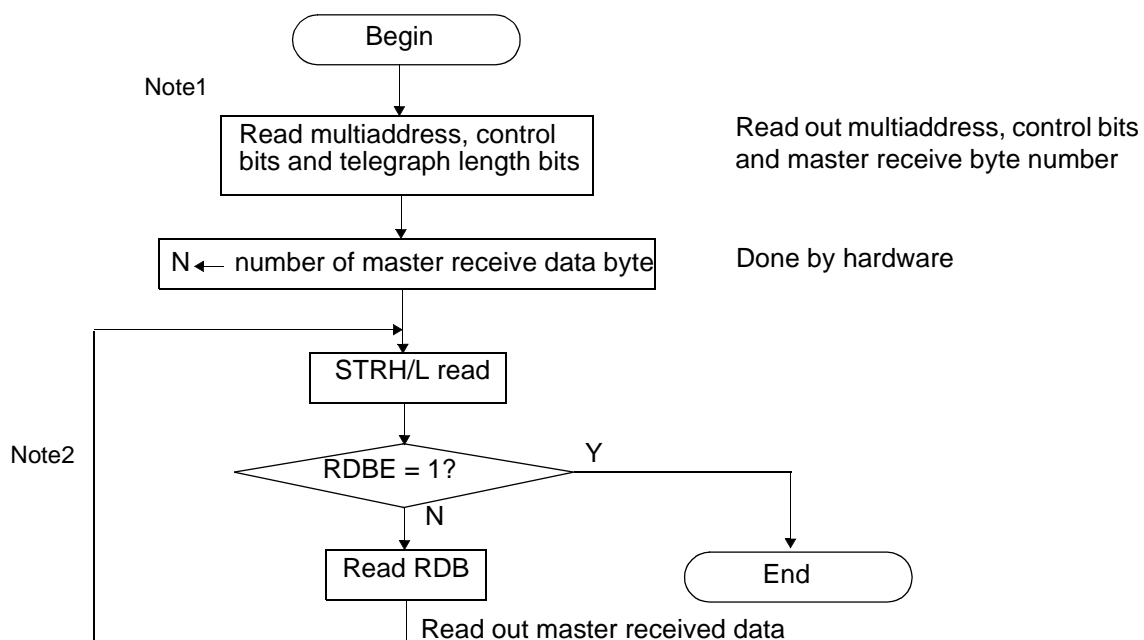 Begin
Note1
Read multiaddress, control
bits and telegraph length bits
Read out multiaddress, control bits
and master receive byte number
N ← number of master receive data byte
Done by hardware
STRH/L read
Note2
RDBE = 1?
Y
N
Read RDB
End
Read out master received data